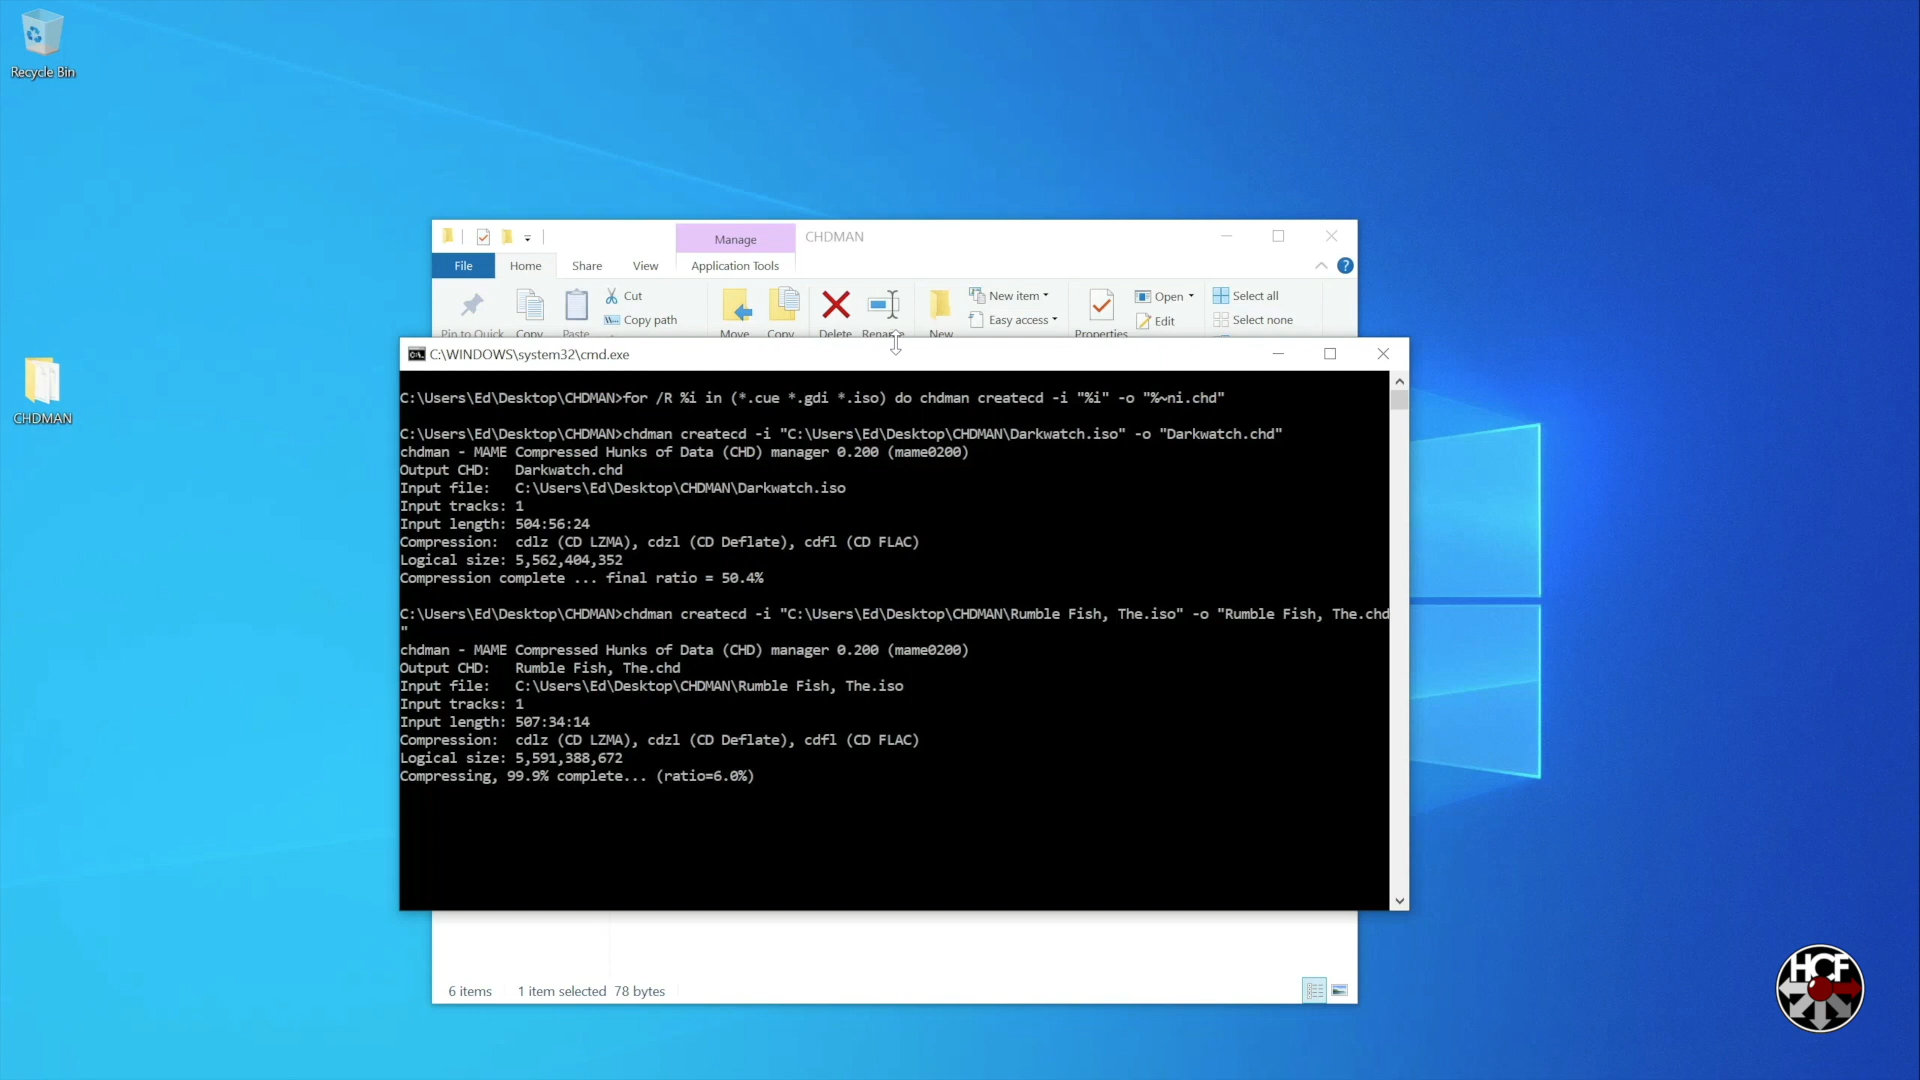 Recycle Bin
CHDMAN
Manage
CHDMAN
File Home Share View Application Tools
Cut
New item
Open
Select all
Copy path
Easy access
Edit
Select none
Pin to Quick Copy Paste Move Copy Delete Rename New Properties
C:\WINDOWS\system32\cmd.exe
C:\Users\Ed\Desktop\CHDMAN>for /R %i in (*.cue *.gdi *.iso) do chdman createcd -i "%i" -o "%~ni.chd"
C:\Users\Ed\Desktop\CHDMAN>chdman createcd -i "C:\Users\Ed\Desktop\CHDMAN\Darkwatch.iso" -o "Darkwatch.chd"
chdman - MAME Compressed Hunks of Data (CHD) manager 0.200 (mame0200)
Output CHD:   Darkwatch.chd
Input file:   C:\Users\Ed\Desktop\CHDMAN\Darkwatch.iso
Input tracks: 1
Input length: 504:56:24
Compression:  cdlz (CD LZMA), cdzl (CD Deflate), cdfl (CD FLAC)
Logical size: 5,562,404,352
Compression complete ... final ratio = 50.4%
C:\Users\Ed\Desktop\CHDMAN>chdman createcd -i "C:\Users\Ed\Desktop\CHDMAN\Rumble Fish, The.iso" -o "Rumble Fish, The.chd
"
chdman - MAME Compressed Hunks of Data (CHD) manager 0.200 (mame0200)
Output CHD:   Rumble Fish, The.chd
Input file:   C:\Users\Ed\Desktop\CHDMAN\Rumble Fish, The.iso
Input tracks: 1
Input length: 507:34:14
Compression:  cdlz (CD LZMA), cdzl (CD Deflate), cdfl (CD FLAC)
Logical size: 5,591,388,672
Compressing, 99.9% complete... (ratio=6.0%)
6 items 1 item selected 78 bytes
HCF